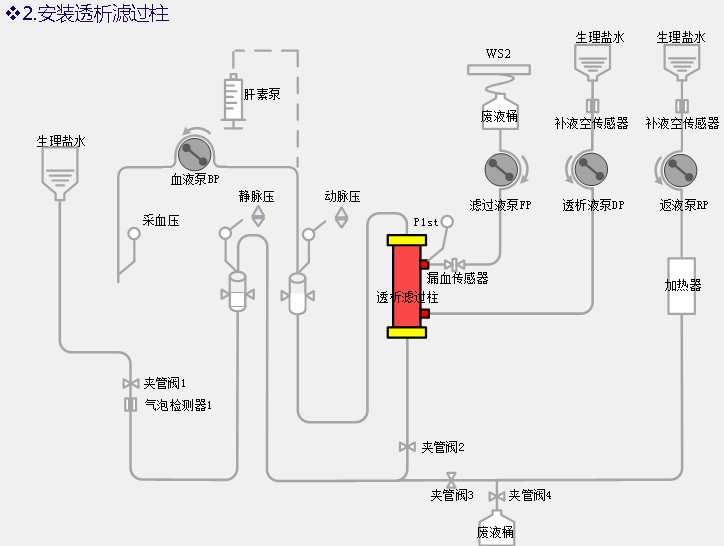 ❖2.安装透析滤过柱
WS2
生理盐水
生理盐水
肝素泵
废液桶
补液空传感器
补液空传感器
生理盐水
血液泵BP
滤过液泵FP
透析液泵DP
返液泵RP
静脉压
动脉压
采血压
P1st
漏血传感器
加热器
透析滤过柱
夹管阀1
气泡检测器1
夹管阀2
夹管阀3
夹管阀4
废液桶